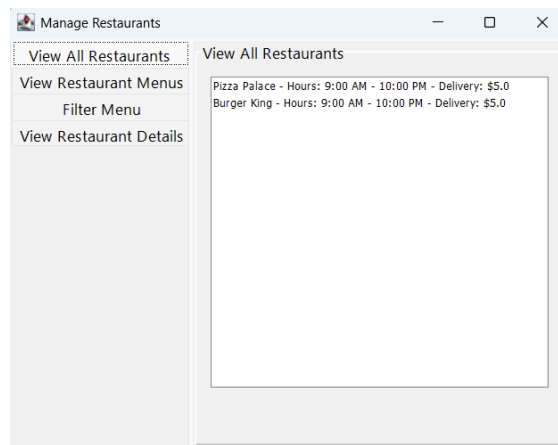 Manage Restaurants
View All Restaurants
View Restaurant Menus
Filter Menu
View Restaurant Details
View All Restaurants
Pizza Palace - Hours: 9:00 AM - 10:00 PM - Delivery: $5.0
Burger King - Hours: 9:00 AM - 10:00 PM - Delivery: $5.0